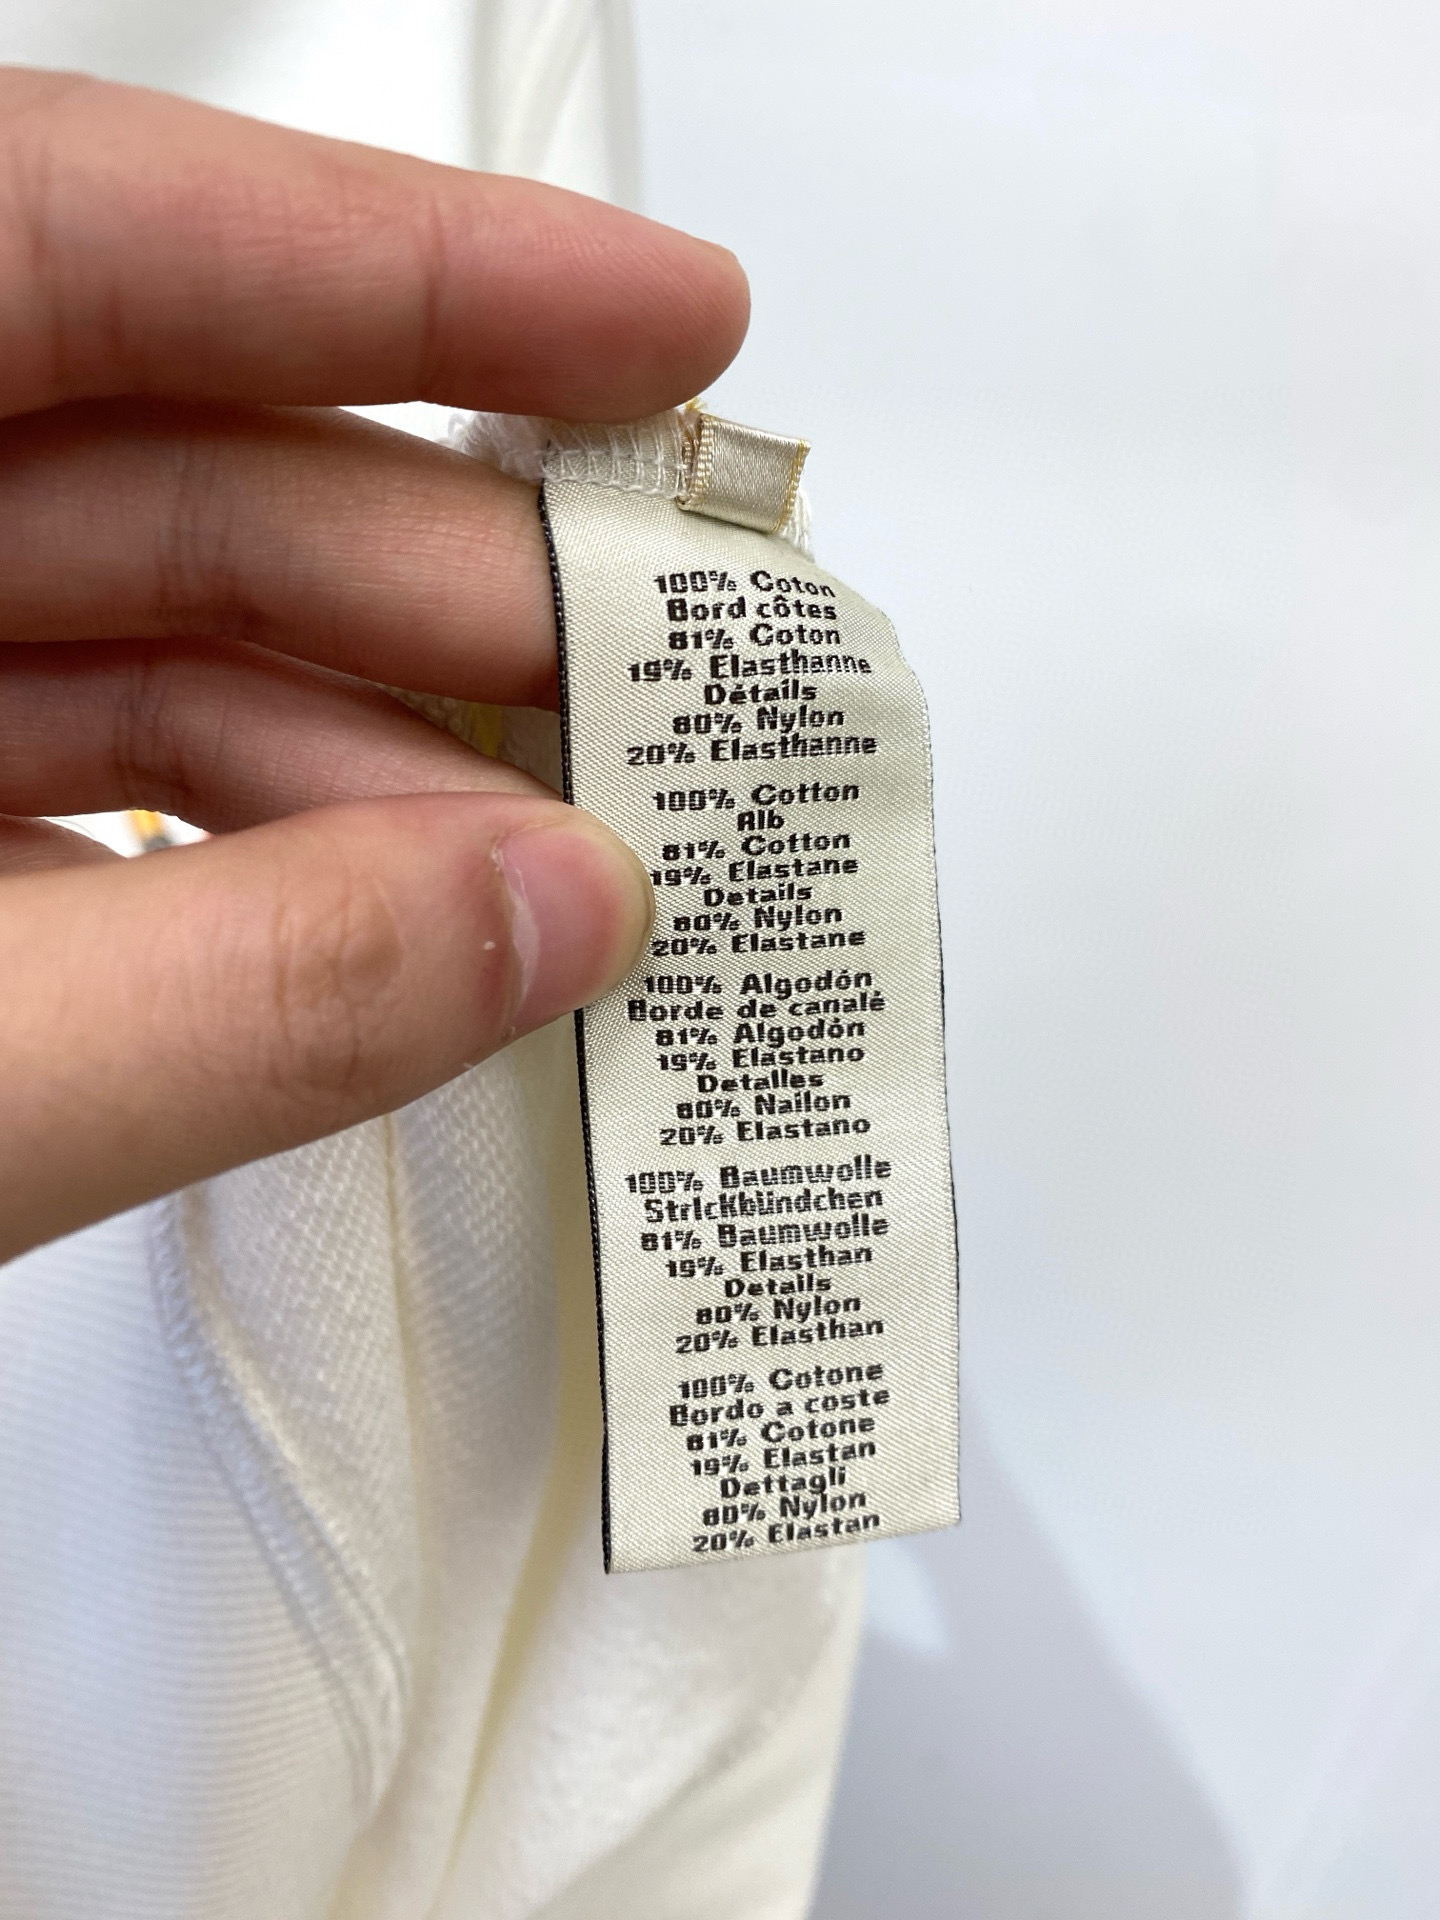 100% Coton
Bord côtes
81% Coton
19% Elasthanne
Détails
80% Nylon
20% Elasthanne
100% Cotton
Rib
81% Cotton
19% Elastane
Details
80% Nylon
20% Elastane
100% Algodón
Borde de canalé
81% Algodón
19% Elastano
Detalles
80% Nailon
20% Elastano
100% Baumwolle
Strickbündchen
81% Baumwolle
19% Elasthan
Details
80% Nylon
20% Elasthan
100% Cotone
Bordo a coste
81% Cotone
19% Elastan
Dettagli
80% Nylon
20% Elastan